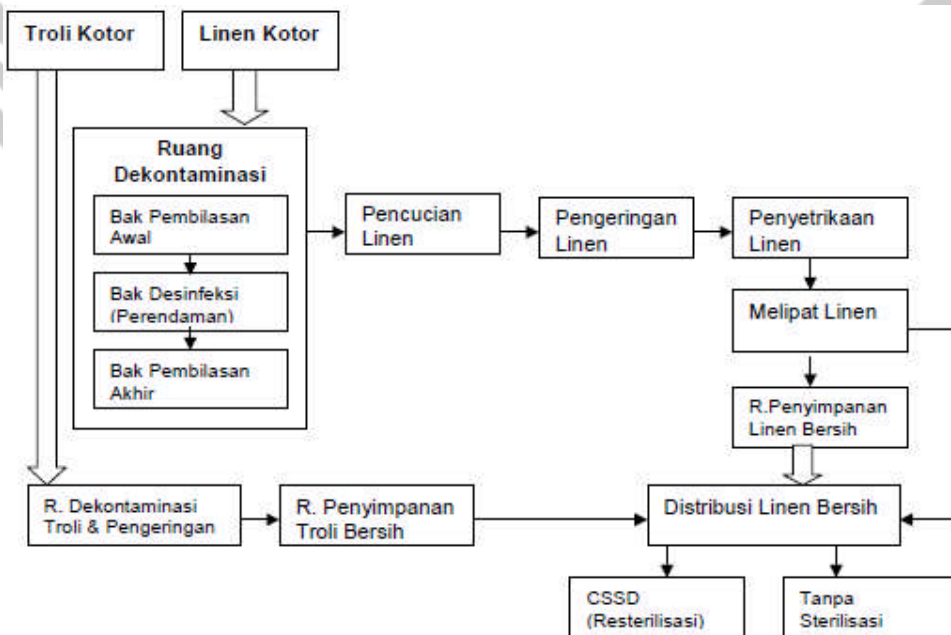 Troli Kotor
Linen Kotor
Ruang
Dekontaminasi
Bak Pembilasan
Awal
Bak Desinfeksi
(Perendaman)
Bak Pembilasan
Akhir
Pencucian
Linen
Pengeringan
Linen
Penyetrikaan
Linen
Melipat Linen
R.Penyimpanan
Linen Bersih
R. Dekontaminasi
Troli & Pengeringan
R. Penyimpanan
Troli Bersih
Distribusi Linen Bersih
CSSD
(Resterilisasi)
Tanpa
Sterilisasi